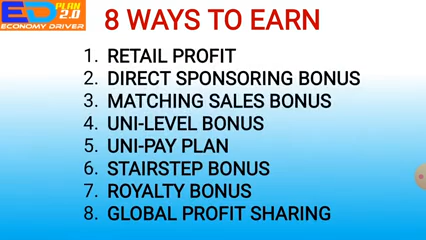 ED PLAN 2.0
ECONOMY DRIVER
8 WAYS TO EARN
1. RETAIL PROFIT
2. DIRECT SPONSORING BONUS
3. MATCHING SALES BONUS
4. UNI-LEVEL BONUS
5. UNI-PAY PLAN
6. STAIRSTEP BONUS
7. ROYALTY BONUS
8. GLOBAL PROFIT SHARING